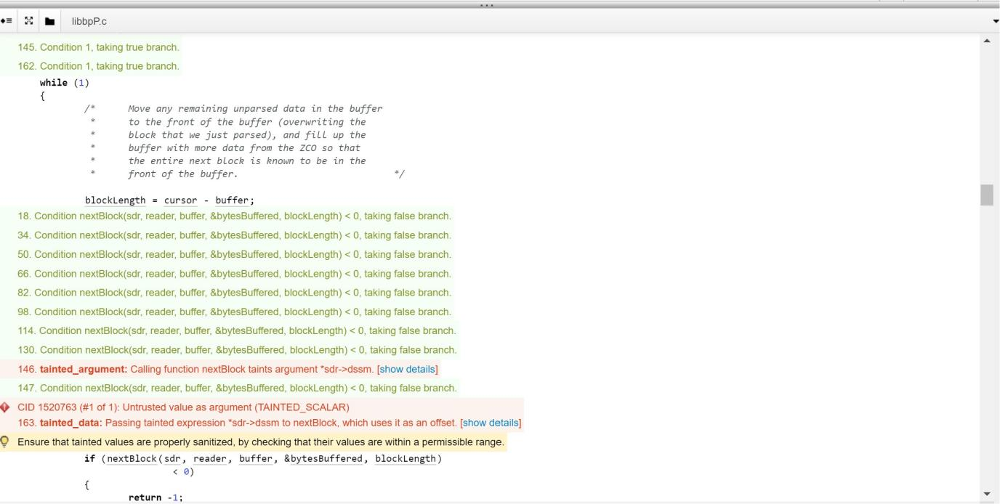 libbpP.c
145. Condition 1, taking true branch.
162. Condition 1, taking true branch.
while (1)
{
/* Move any remaining unparsed data in the buffer
* to the front of the buffer (overwriting the
* block that we just parsed), and fill up the
* buffer with more data from the ZCO so that
* the entire next block is known to be in the
* front of the buffer. */
blockLength = cursor - buffer;
18. Condition nextBlock(sdr, reader, buffer, &bytesBuffered, blockLength) < 0, taking false branch.
34. Condition nextBlock(sdr, reader, buffer, &bytesBuffered, blockLength) < 0, taking false branch.
50. Condition nextBlock(sdr, reader, buffer, &bytesBuffered, blockLength) < 0, taking false branch.
66. Condition nextBlock(sdr, reader, buffer, &bytesBuffered, blockLength) < 0, taking false branch.
82. Condition nextBlock(sdr, reader, buffer, &bytesBuffered, blockLength) < 0, taking false branch.
98. Condition nextBlock(sdr, reader, buffer, &bytesBuffered, blockLength) < 0, taking false branch.
114. Condition nextBlock(sdr, reader, buffer, &bytesBuffered, blockLength) < 0, taking false branch.
130. Condition nextBlock(sdr, reader, buffer, &bytesBuffered, blockLength) < 0, taking false branch.
146. tainted_argument: Calling function nextBlock taints argument *sdr->dssm. [show details]
147. Condition nextBlock(sdr, reader, buffer, &bytesBuffered, blockLength) < 0, taking false branch.
CID 1520763 (#1 of 1): Untrusted value as argument (TAINTED_SCALAR)
163. tainted_data: Passing tainted expression *sdr->dssm to nextBlock, which uses it as an offset. [show details]
Ensure that tainted values are properly sanitized, by checking that their values are within a permissible range.
if (nextBlock(sdr, reader, buffer, &bytesBuffered, blockLength)
< 0)
{
return -1;